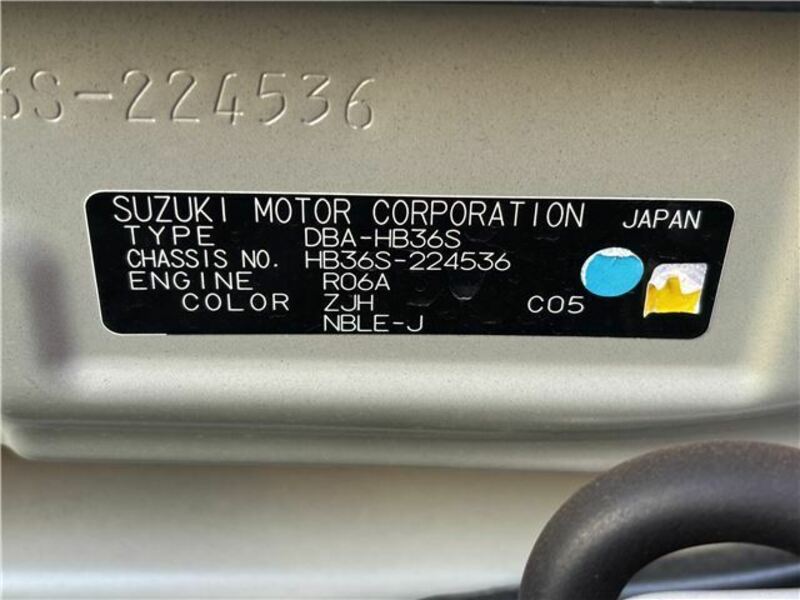 6S-224536
SUZUKI MOTOR CORPORATION JAPAN
TYPE DBA-HB36S
CHASSIS NO. HB36S-224536
ENGINE R06A
COLOR ZJH C05
NBLE-J